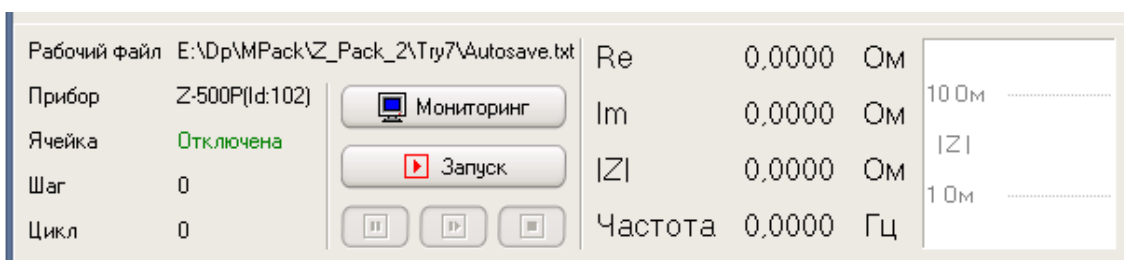 Рабочий файл E:\Dp\MPack\Z_Pack_2\Try7\Autosave.txt
Прибор Z-500P(Id:102)
Ячейка Отключена
Шаг 0
Цикл 0
Мониторинг
Запуск
Re 0,0000 Ом
Im 0,0000 Ом
|Z| 0,0000 Ом
Частота 0,0000 Гц
10 Ом
|Z|
1 Ом